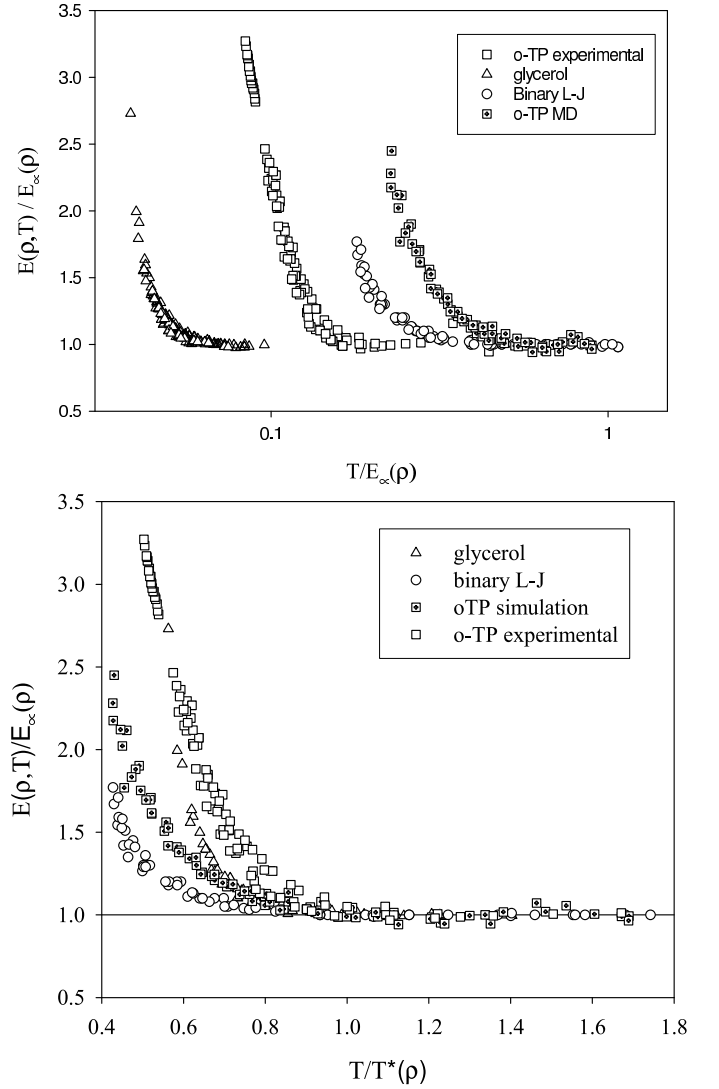 3.5
3.0
2.5
2.0
1.5
1.0
0.5
E(ρ,T) / E∝(ρ)
o-TP experimental
glycerol
Binary L-J
o-TP MD
0.1 1
T/E∝(ρ)
3.5
3.0
2.5
2.0
1.5
1.0
0.5
E(ρ,T)/E∝(ρ)
glycerol
binary L-J
oTP simulation
o-TP experimental
0.4 0.6 0.8 1.0 1.2 1.4 1.6 1.8
T/T*(ρ)